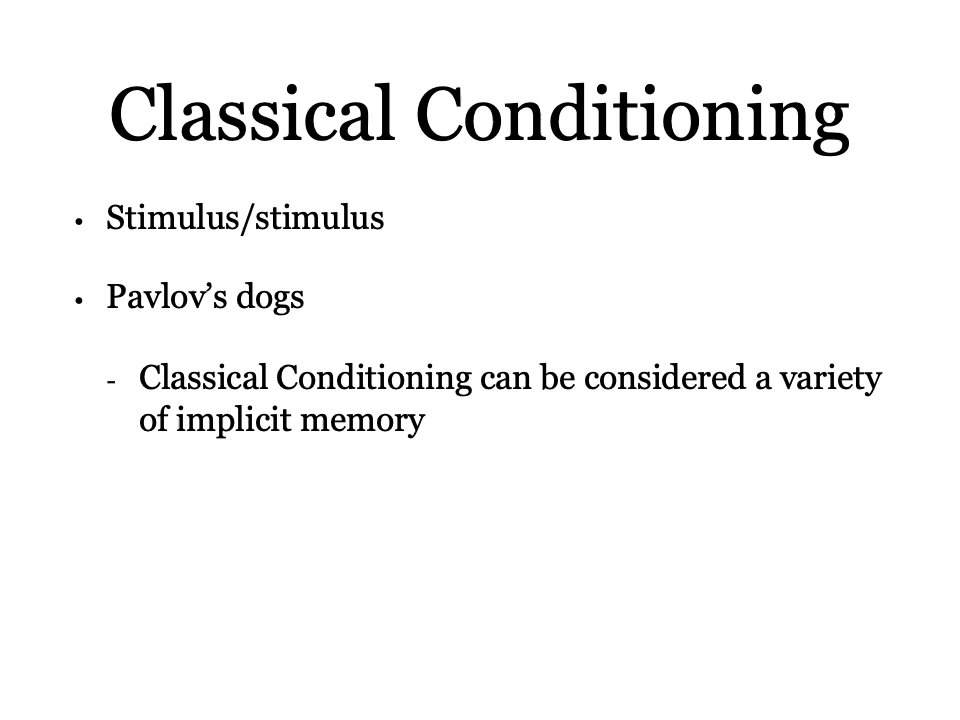 Classical Conditioning
• Stimulus/stimulus
• Pavlov’s dogs
- Classical Conditioning can be considered a variety
of implicit memory